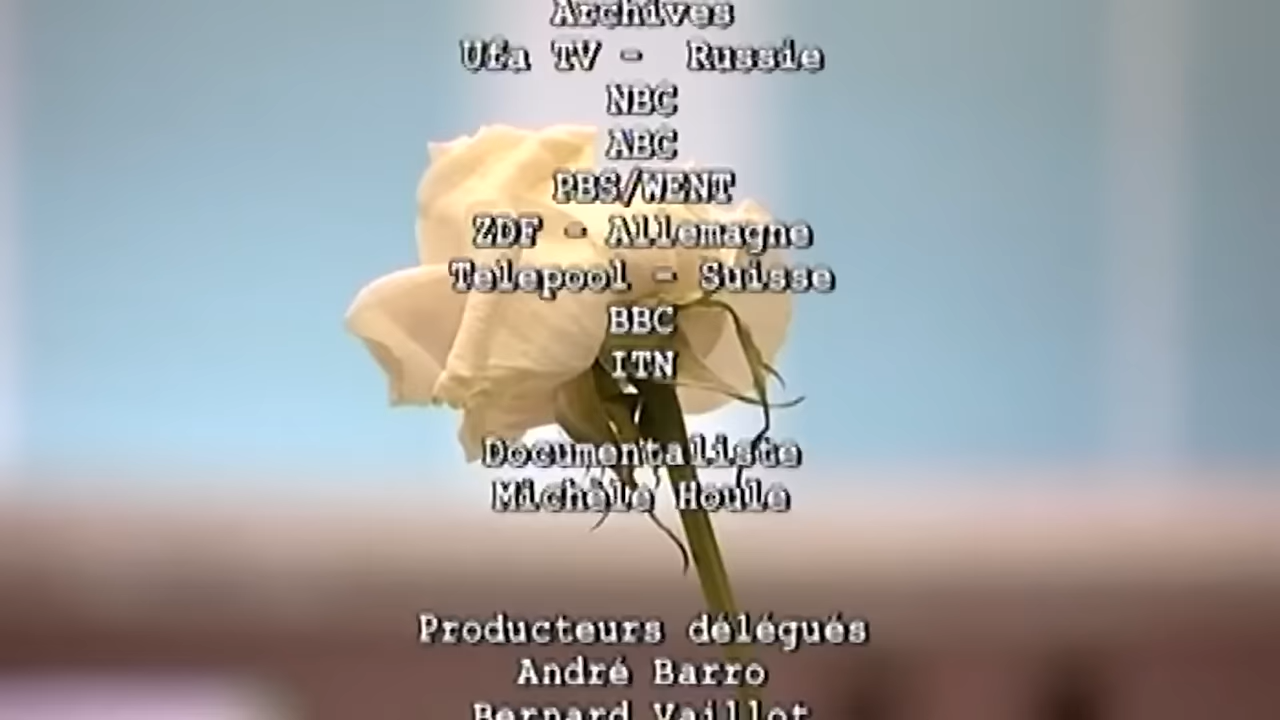 Archives
Ufa TV - Russie
NBC
ABC
PBS/WENT
ZDF - Allemagne
Telepool - Suisse
BBC
ITN
Documentaliste
Michèle Houle
Producteurs délégués
André Barro
Bernard Vaillot